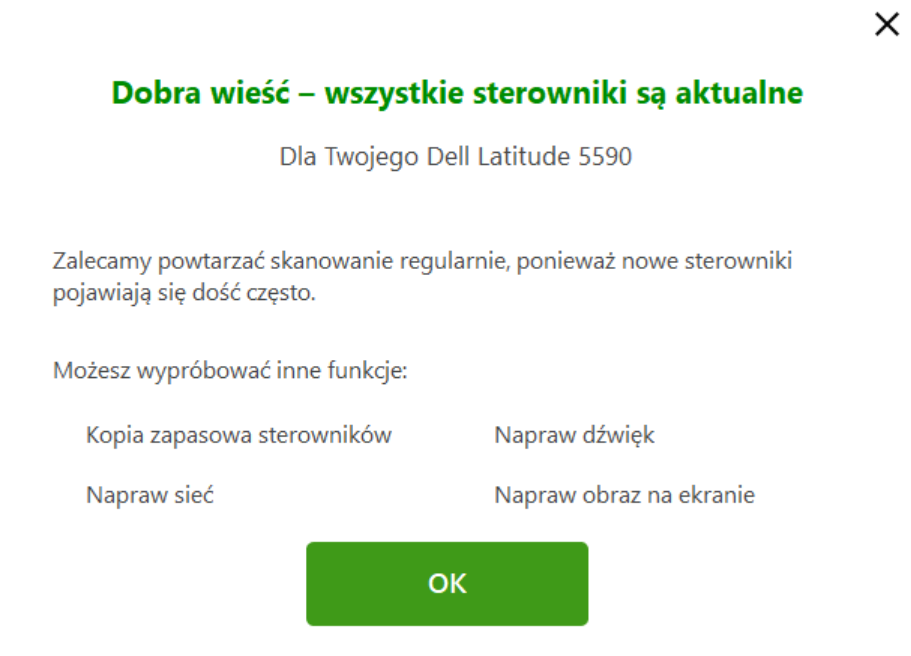 Dobra wieść – wszystkie sterowniki są aktualne
Dla Twojego Dell Latitude 5590
Zalecamy powtarzać skanowanie regularnie, ponieważ nowe sterowniki
pojawiają się dość często.
Możesz wypróbować inne funkcje:
Kopia zapasowa sterowników
Napraw dźwięk
Napraw sieć
Napraw obraz na ekranie
OK